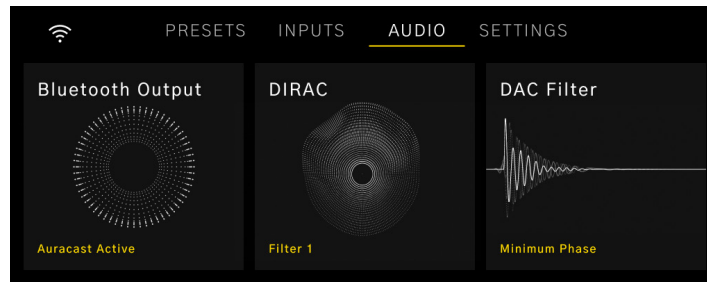 PRESETS INPUTS AUDIO SETTINGS
Bluetooth Output
Auracast Active
DIRAC
Filter 1
DAC Filter
Minimum Phase